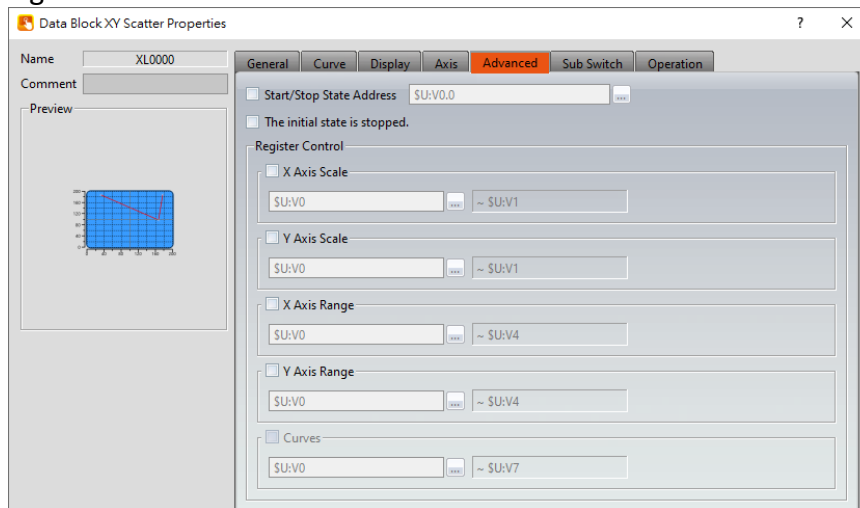 Data Block XY Scatter Properties ? ×
Name XL0000
Comment
Preview
General Curve Display Axis Advanced Sub Switch Operation
Start/Stop State Address $U:V0.0 ...
The initial state is stopped.
Register Control
X Axis Scale
$U:V0 ... ~ $U:V1
Y Axis Scale
$U:V0 ... ~ $U:V1
X Axis Range
$U:V0 ... ~ $U:V4
Y Axis Range
$U:V0 ... ~ $U:V4
Curves
$U:V0 ... ~ $U:V7